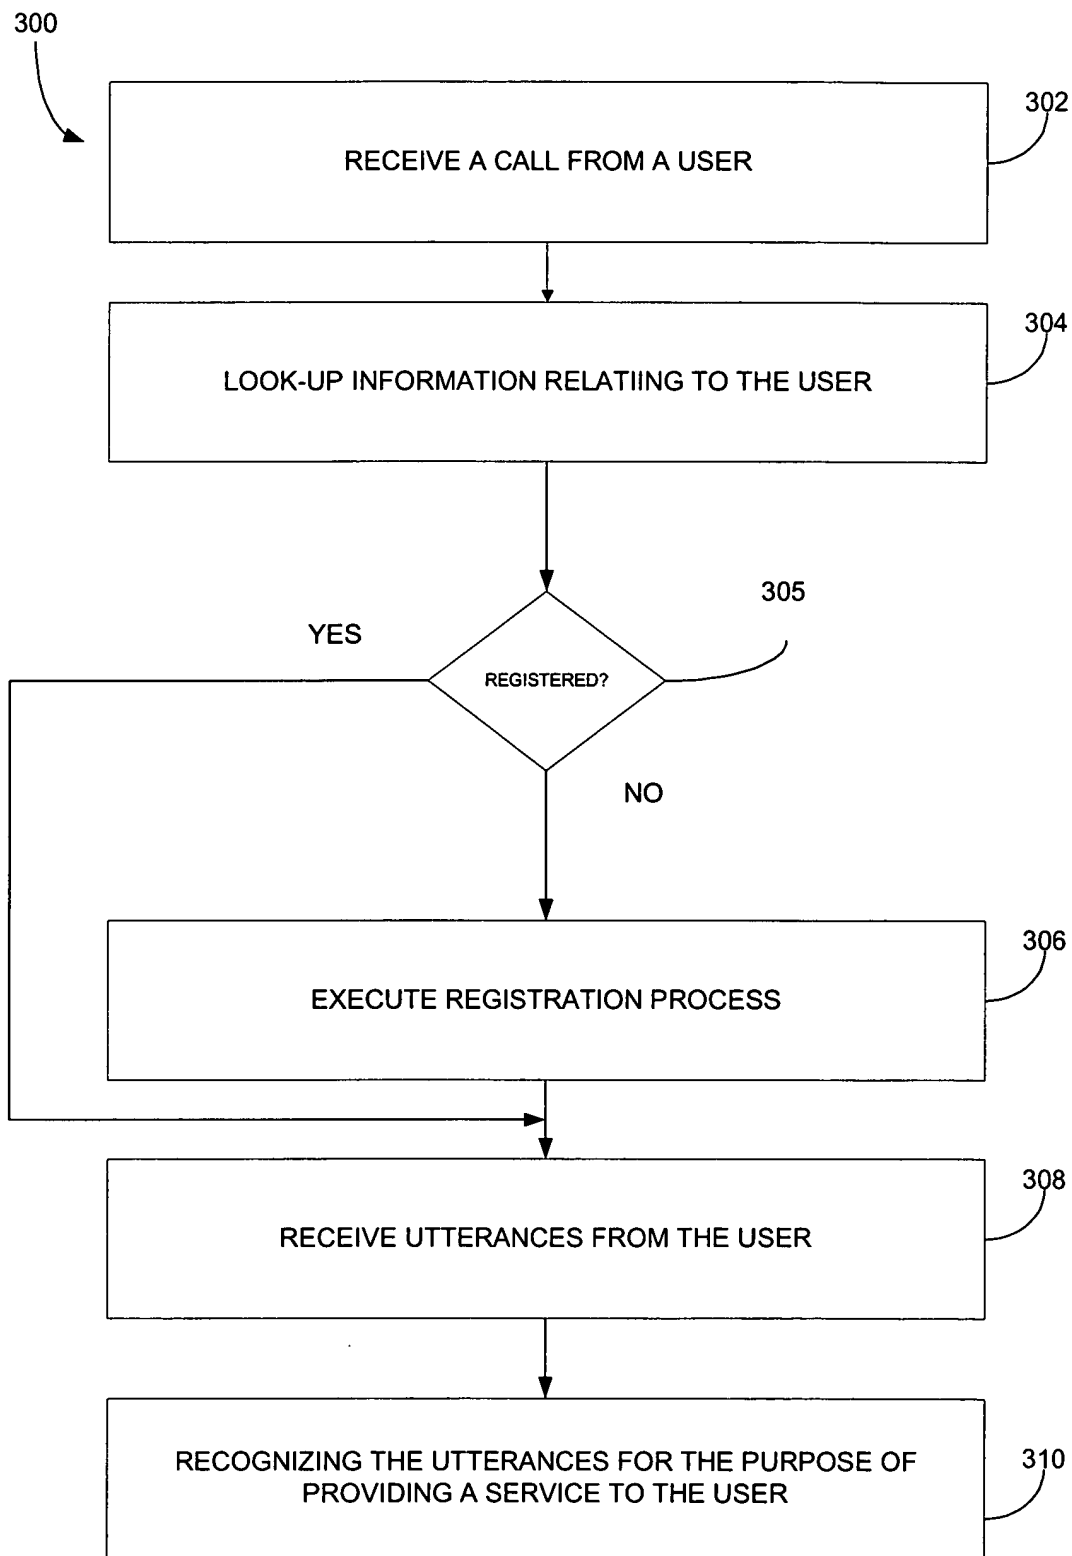 300
302
RECEIVE A CALL FROM A USER
304
LOOK-UP INFORMATION RELATIING TO THE USER
305
YES
REGISTERED?
NO
306
EXECUTE REGISTRATION PROCESS
308
RECEIVE UTTERANCES FROM THE USER
RECOGNIZING THE UTTERANCES FOR THE PURPOSE OF
310
PROVIDING A SERVICE TO THE USER